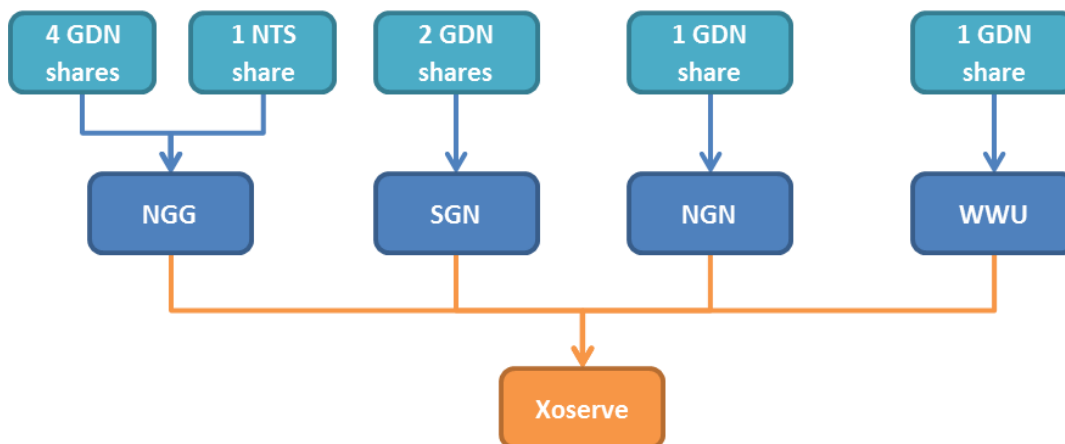 4 GDN
shares
1 NTS
share
2 GDN
shares
1 GDN
share
1 GDN
share
NGG
SGN
NGN
WWU
Xoserve